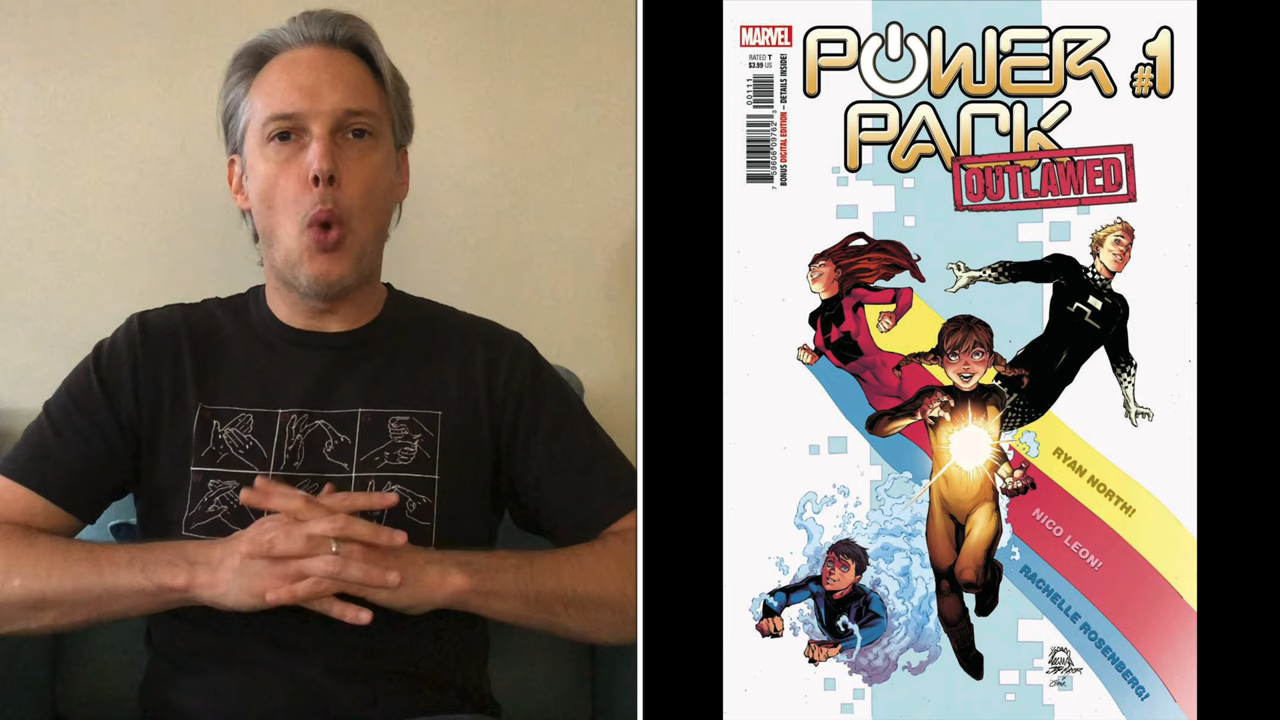 MARVEL
RATED T
$3.99 US
00111
BONUS DIGITAL EDITION – DETAILS INSIDE!
POWER #1
PACK
OUTLAWED
RYAN NORTH!
NICO LEON!
RACHELLE ROSENBERG!